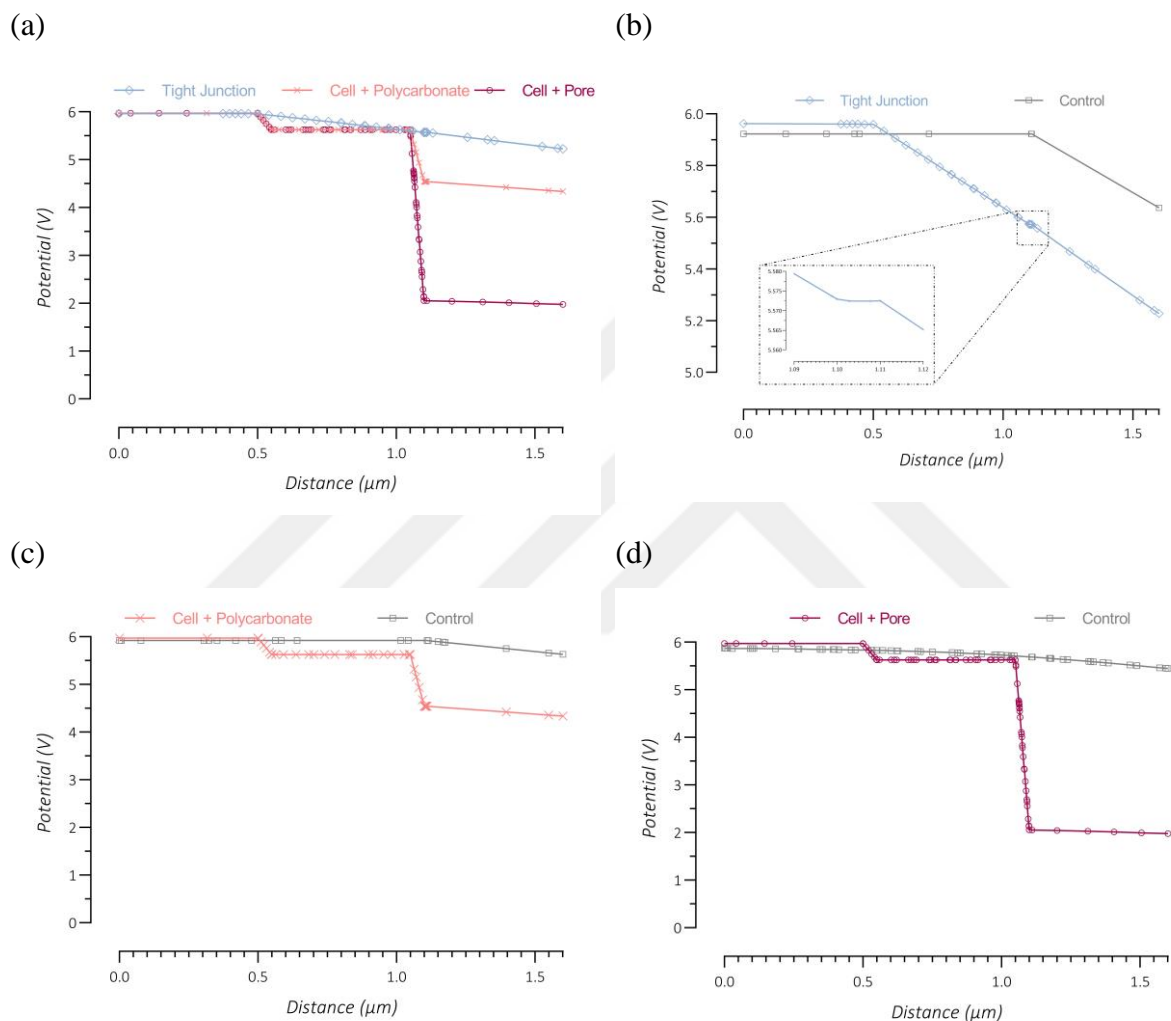 (a)
Tight Junction Cell + Polycarbonate Cell + Pore
6
5
4
3
2
1
0
Potential (V)
0.0 0.5 1.0 1.5
Distance (μm)
(b)
Tight Junction Control
6.0
5.8
5.6
5.4
5.2
5.0
Potential (V)
5.580
5.575
5.570
5.565
5.560
1.09 1.10 1.11 1.12
0.0 0.5 1.0 1.5
Distance (μm)
(c)
Cell + Polycarbonate Control
6
5
4
3
2
1
0
Potential (V)
0.0 0.5 1.0 1.5
Distance (μm)
(d)
Cell + Pore Control
6
5
4
3
2
1
0
Potential (V)
0.0 0.5 1.0 1.5
Distance (μm)